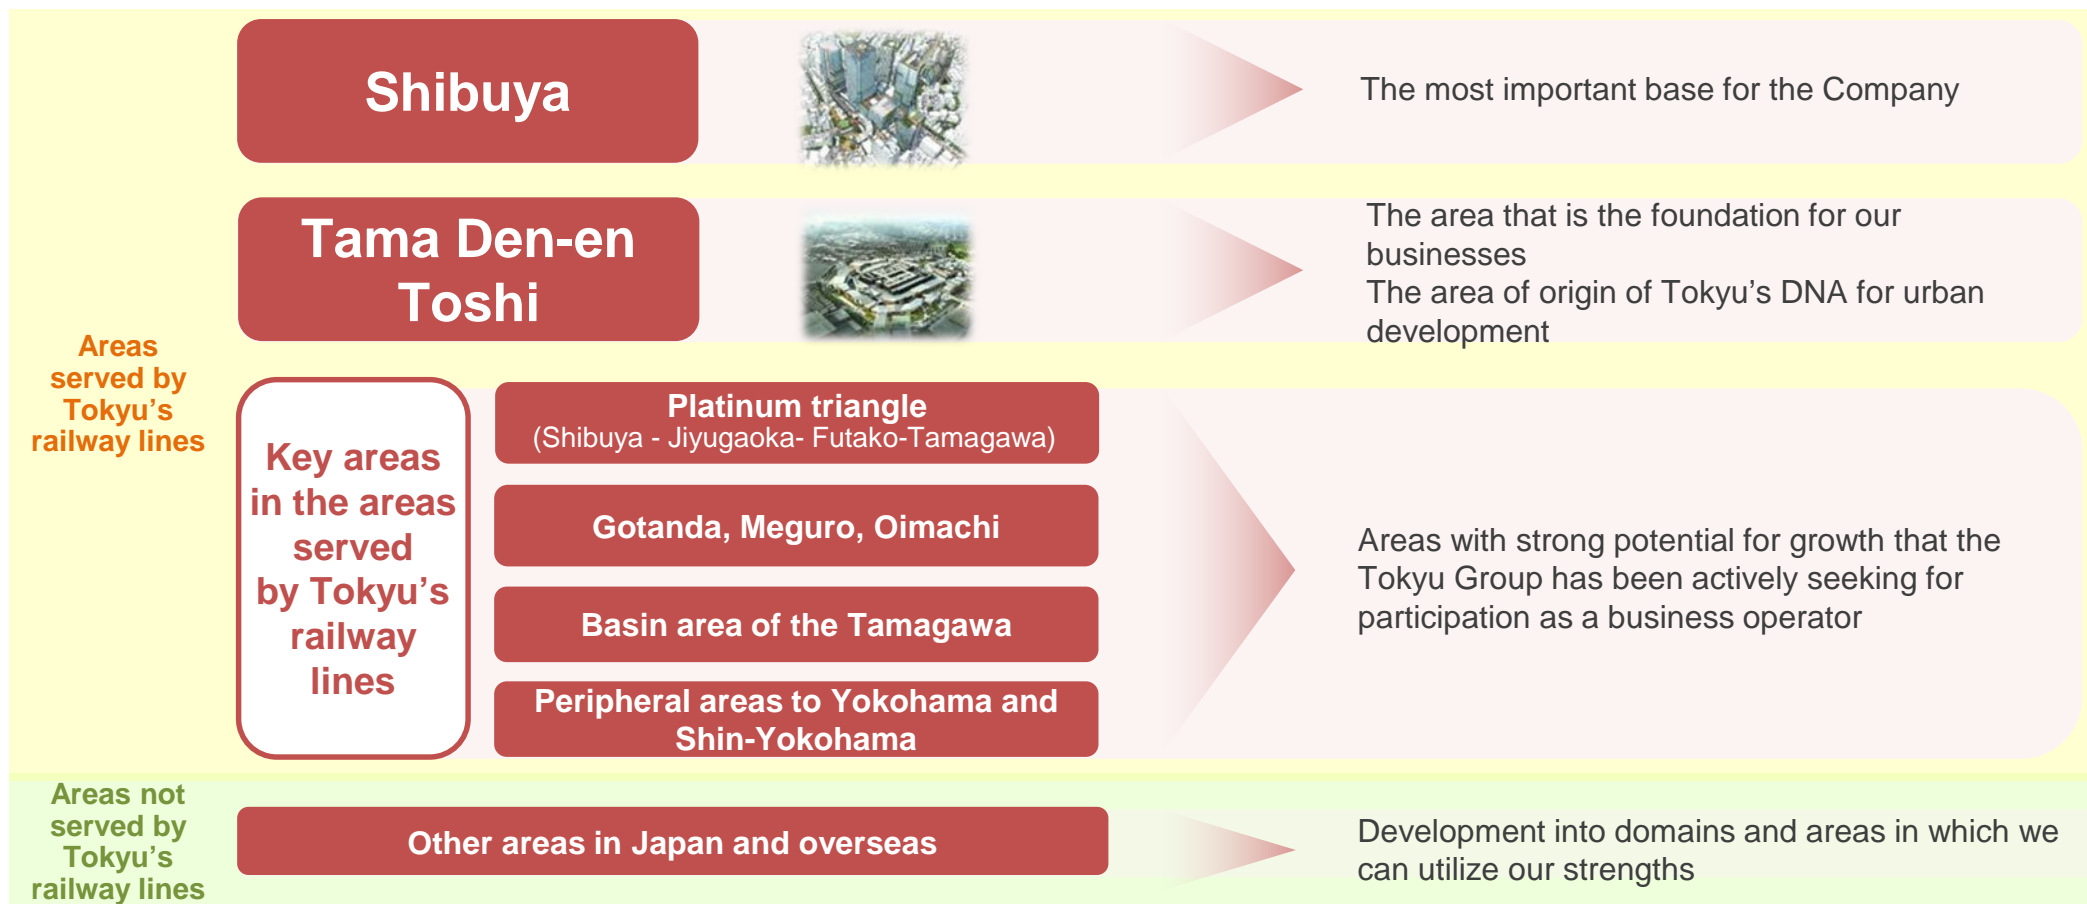 Shibuya
The most important base for the Company
Tama Den-en
Toshi
The area that is the foundation for our
businesses
The area of origin of Tokyu's DNA for urban
development
Areas
served by
Tokyu's
railway lines
Key areas
in the areas
served
by Tokyu's
railway
lines
Platinum triangle
(Shibuya - Jiyugaoka- Futako-Tamagawa)
Gotanda, Meguro, Oimachi
Basin area of the Tamagawa
Peripheral areas to Yokohama and
Shin-Yokohama
Areas with strong potential for growth that the
Tokyu Group has been actively seeking for
participation as a business operator
Areas not
served by
Tokyu's
railway lines
Other areas in Japan and overseas
Development into domains and areas in which we
can utilize our strengths